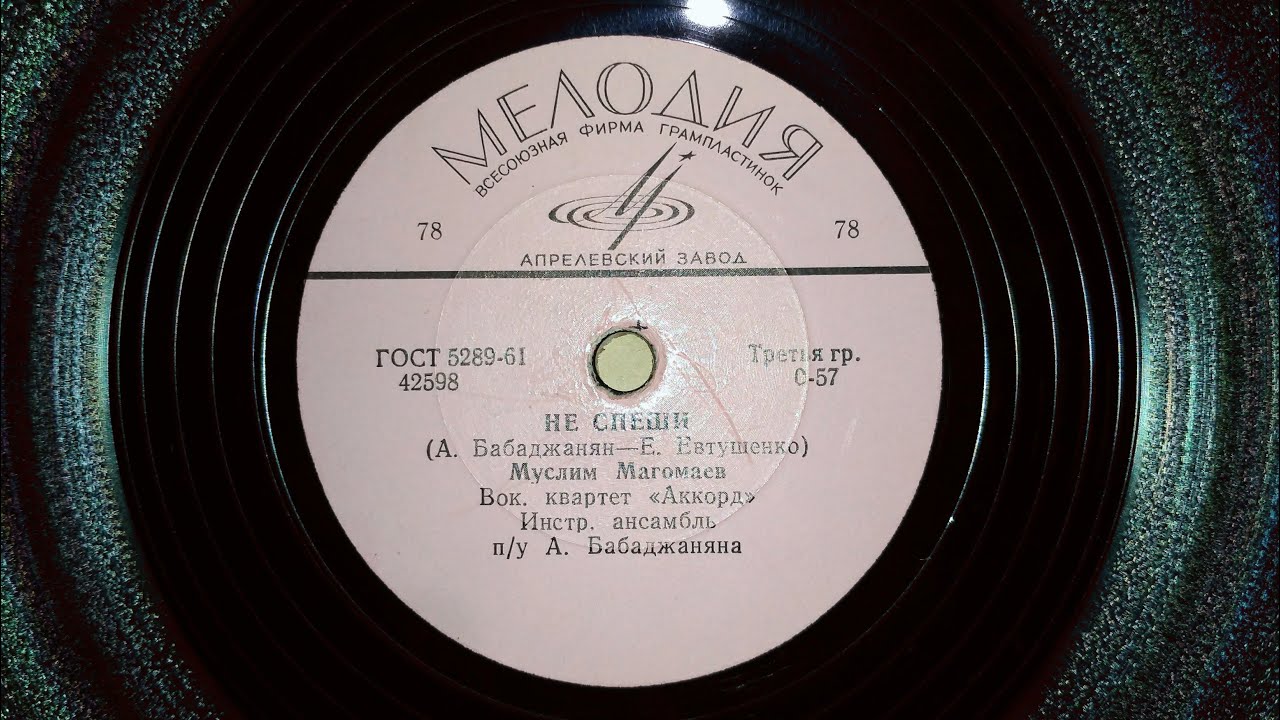 МЕЛОДИЯ
ВСЕСОЮЗНАЯ ФИРМА ГРАМПЛАСТИНОК
78 78
АПРЕЛЕВСКИЙ ЗАВОД
ГОСТ 5289-61 Третья гр.
42598 0-57
НЕ СПЕШИ
(А. Бабаджанян—Е. Евтушенко)
Муслим Магомаев
Вок. квартет «Аккорд»
Инстр. ансамбль
п/у А. Бабаджаняна